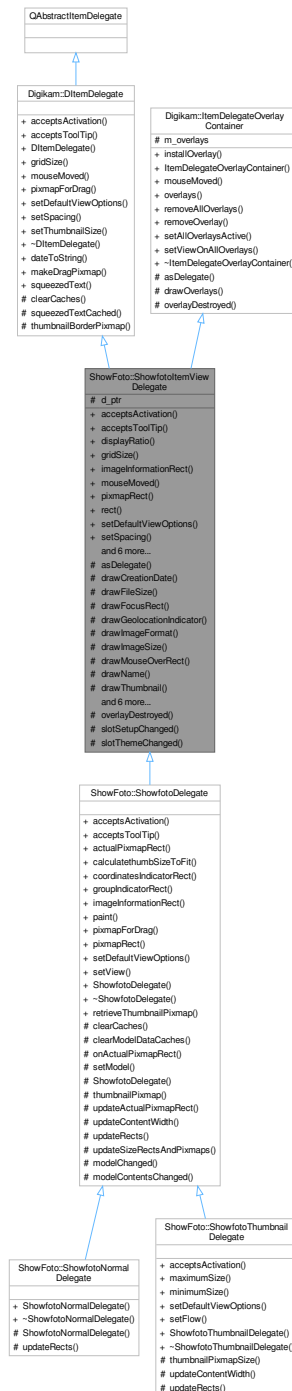 QAbstractItemDelegate
Digikam::DItemDelegate
+ acceptsActivation()
+ acceptsToolTip()
+ DItemDelegate()
+ gridSize()
+ mouseMoved()
+ pixmapForDrag()
+ setDefaultViewOptions()
+ setSpacing()
+ setThumbnailSize()
+ ~DItemDelegate()
+ dateToString()
+ makeDragPixmap()
+ squeezedText()
# clearCaches()
# squeezedTextCached()
# thumbnailBorderPixmap()
Digikam::ItemDelegateOverlay
Container
# m_overlays
+ installOverlay()
+ ItemDelegateOverlayContainer()
+ mouseMoved()
+ overlays()
+ removeAllOverlays()
+ removeOverlay()
+ setAllOverlaysActive()
+ setViewOnAllOverlays()
+ ~ItemDelegateOverlayContainer()
# asDelegate()
# drawOverlays()
# overlayDestroyed()
ShowFoto::ShowfotoItemView
Delegate
# d_ptr
+ acceptsActivation()
+ acceptsToolTip()
+ displayRatio()
+ gridSize()
+ imageInformationRect()
+ mouseMoved()
+ pixmapRect()
+ rect()
+ setDefaultViewOptions()
+ setSpacing()
and 6 more...
# asDelegate()
# drawCreationDate()
# drawFileSize()
# drawFocusRect()
# drawGeolocationIndicator()
# drawImageFormat()
# drawImageSize()
# drawMouseOverRect()
# drawName()
# drawThumbnail()
and 6 more...
# overlayDestroyed()
# slotSetupChanged()
# slotThemeChanged()
ShowFoto::ShowfotoDelegate
+ acceptsActivation()
+ acceptsToolTip()
+ actualPixmapRect()
+ calculatethumbSizeToFit()
+ coordinatesIndicatorRect()
+ groupIndicatorRect()
+ imageInformationRect()
+ paint()
+ pixmapForDrag()
+ pixmapRect()
+ setDefaultViewOptions()
+ setView()
+ ShowfotoDelegate()
+ ~ShowfotoDelegate()
+ retrieveThumbnailPixmap()
# clearCaches()
# clearModelDataCaches()
# onActualPixmapRect()
# setModel()
# ShowfotoDelegate()
# thumbnailPixmap()
# updateActualPixmapRect()
# updateContentWidth()
# updateRects()
# updateSizeRectsAndPixmaps()
# modelChanged()
# modelContentsChanged()
ShowFoto::ShowfotoNormal
Delegate
+ ShowfotoNormalDelegate()
+ ~ShowfotoNormalDelegate()
# ShowfotoNormalDelegate()
# updateRects()
ShowFoto::ShowfotoThumbnail
Delegate
+ acceptsActivation()
+ maximumSize()
+ minimumSize()
+ setDefaultViewOptions()
+ setFlow()
+ ShowfotoThumbnailDelegate()
+ ~ShowfotoThumbnailDelegate()
# thumbnailPixmapSize()
# updateContentWidth()
# updateRects()